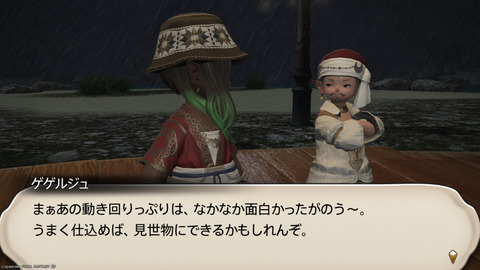 ゲゲルジュ
まぁあの動き回りっぷりは、なかなか面白かったがのう～。
うまく仕込めば、見世物にできるかもしれんぞ。